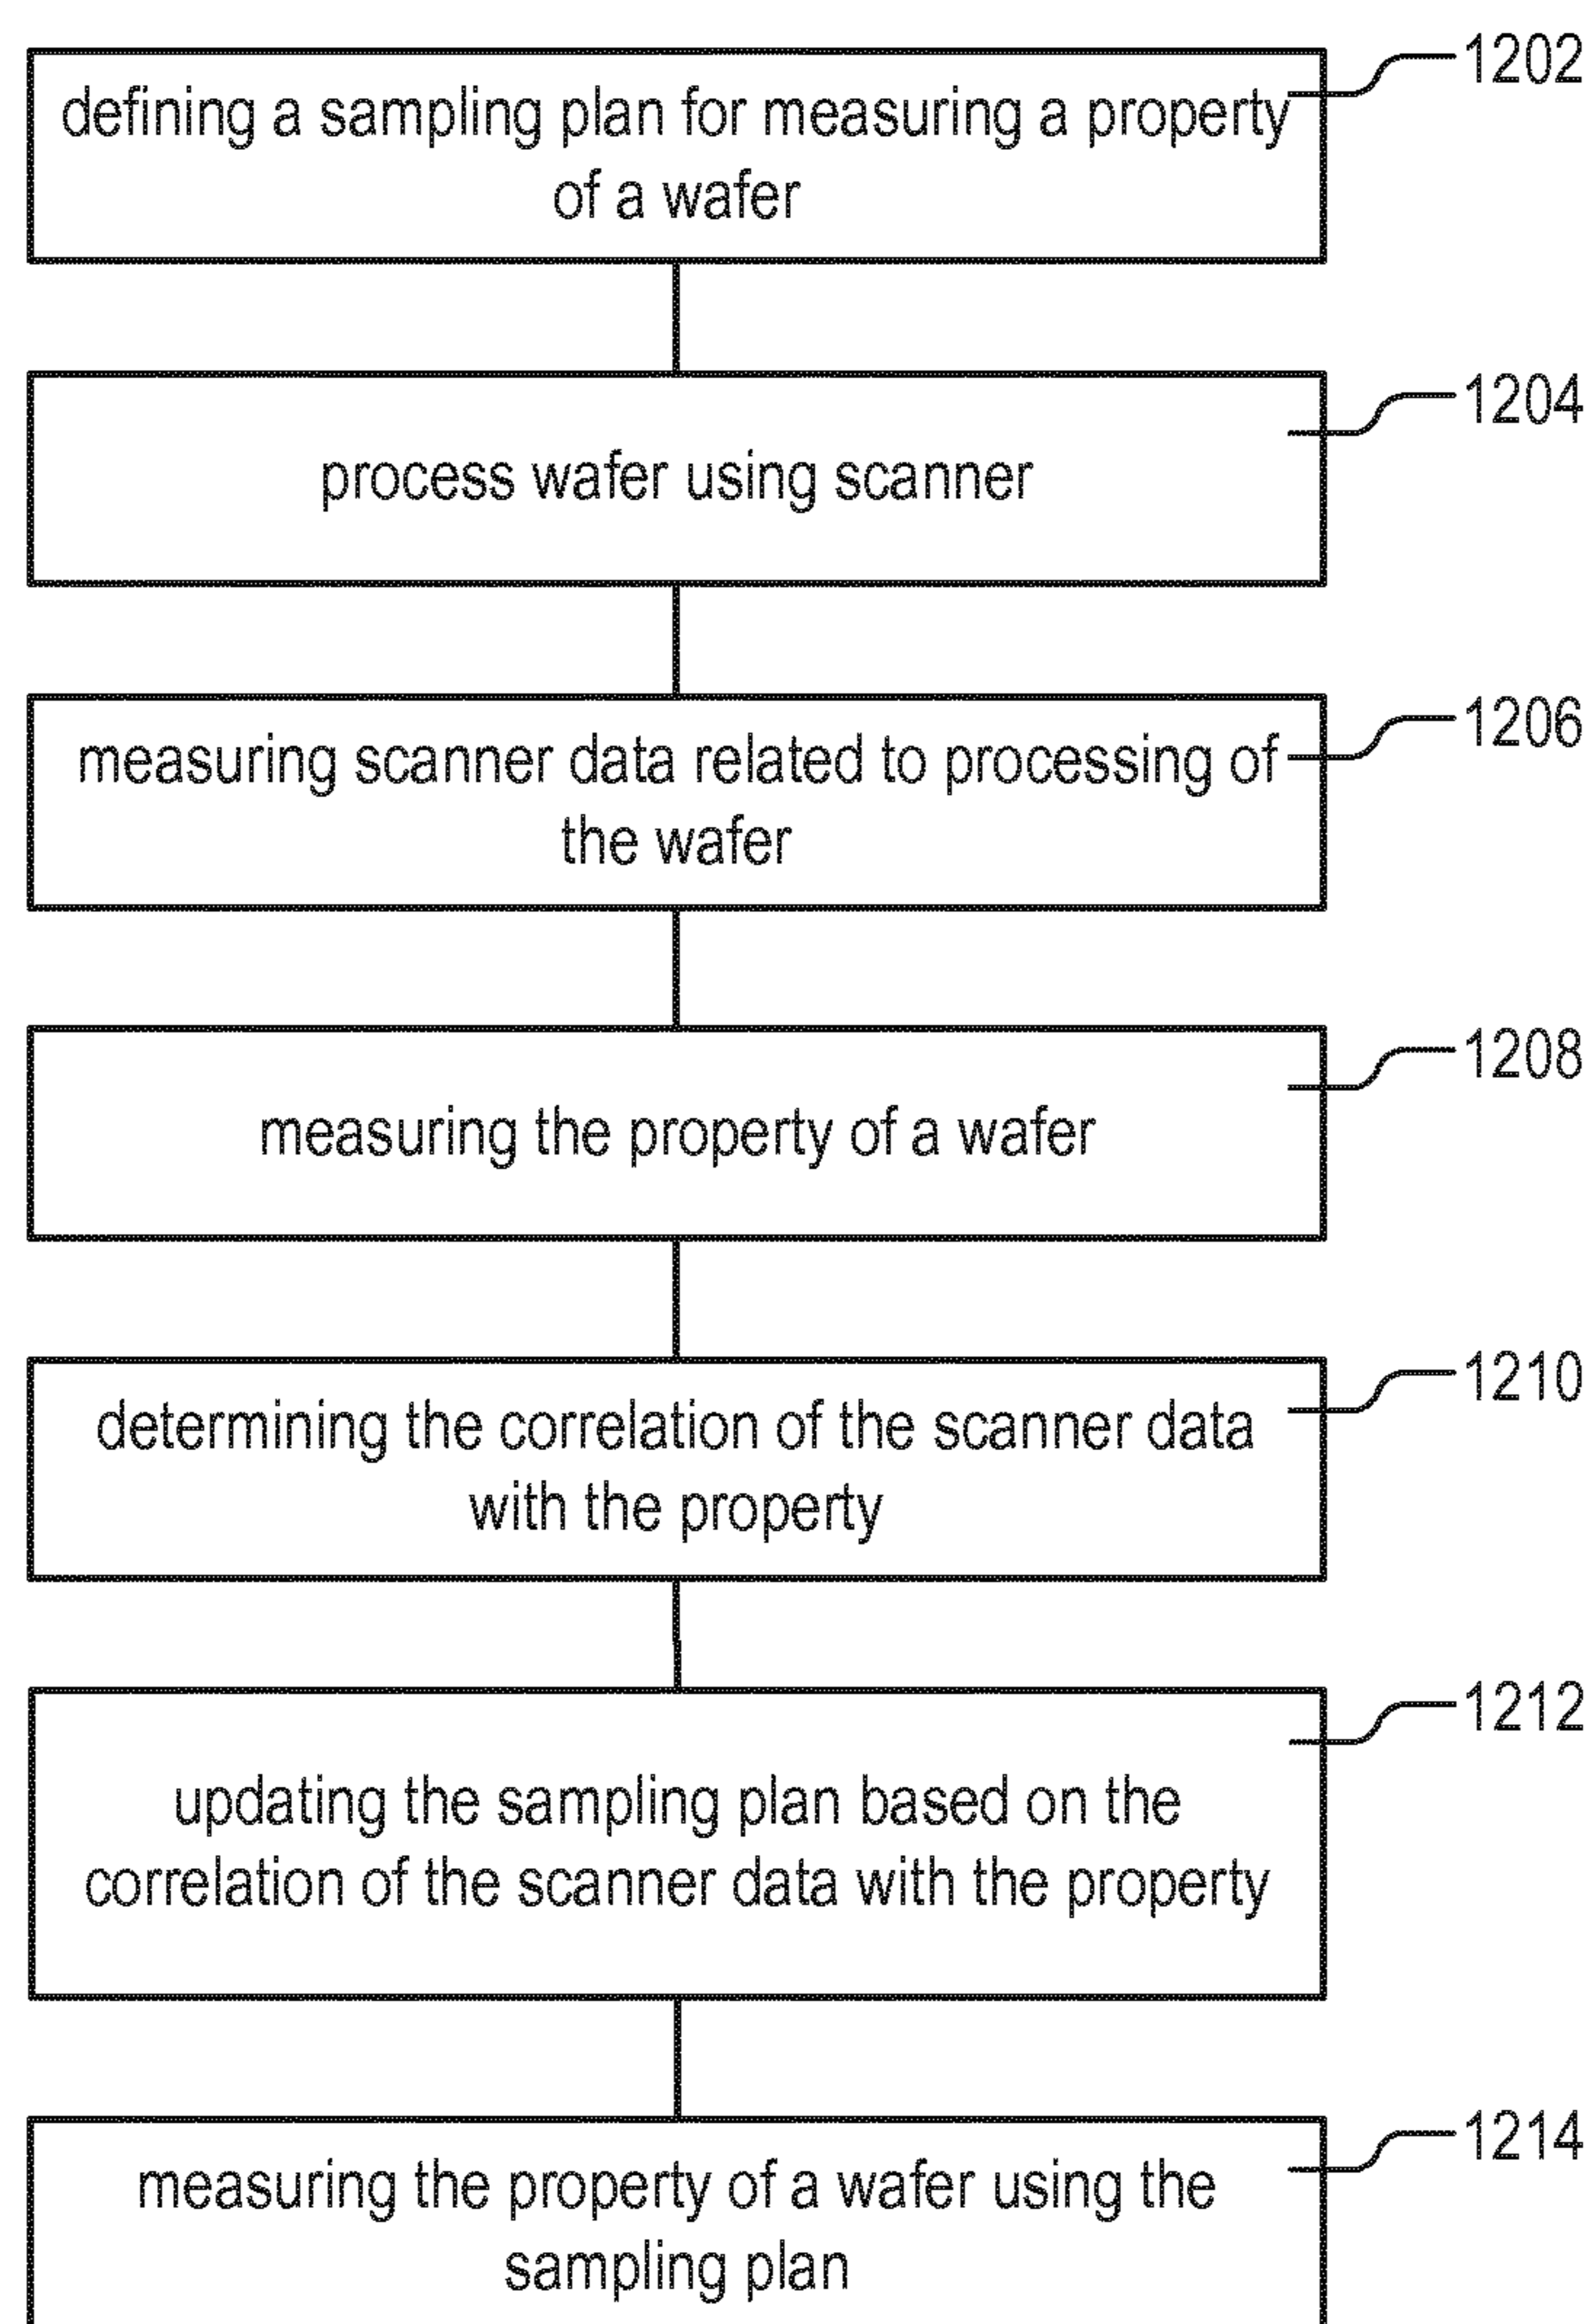 1202
defining a sampling plan for measuring a property
of a wafer
1204
process wafer using scanner
1206
measuring scanner data related to processing of
the wafer
1208
measuring the property of a wafer
1210
determining the correlation of the scanner data
with the property
1212
updating the sampling plan based on the
correlation of the scanner data with the property
1214
measuring the property of a wafer using the
sampling plan